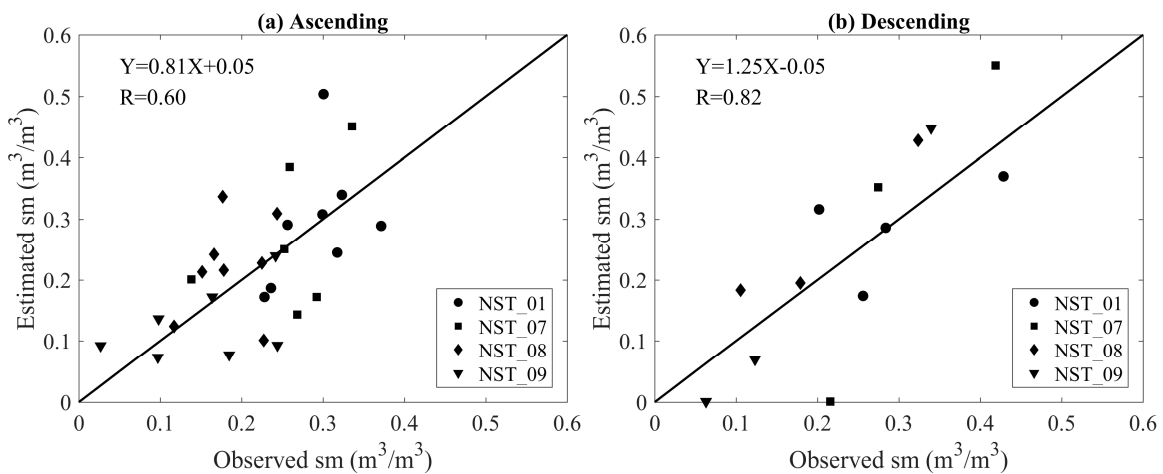 (a) Ascending
Y=0.81X+0.05
R=0.60
Estimated sm (m³/m³)
0.6
0.5
0.4
0.3
0.2
0.1
0
0
0.1
0.2
0.3
0.4
0.5
0.6
Observed sm (m³/m³)
NST_01
NST_07
NST_08
NST_09
(b) Descending
Y=1.25X-0.05
R=0.82
Estimated sm (m³/m³)
0.6
0.5
0.4
0.3
0.2
0.1
0
0
0.1
0.2
0.3
0.4
0.5
0.6
Observed sm (m³/m³)
NST_01
NST_07
NST_08
NST_09